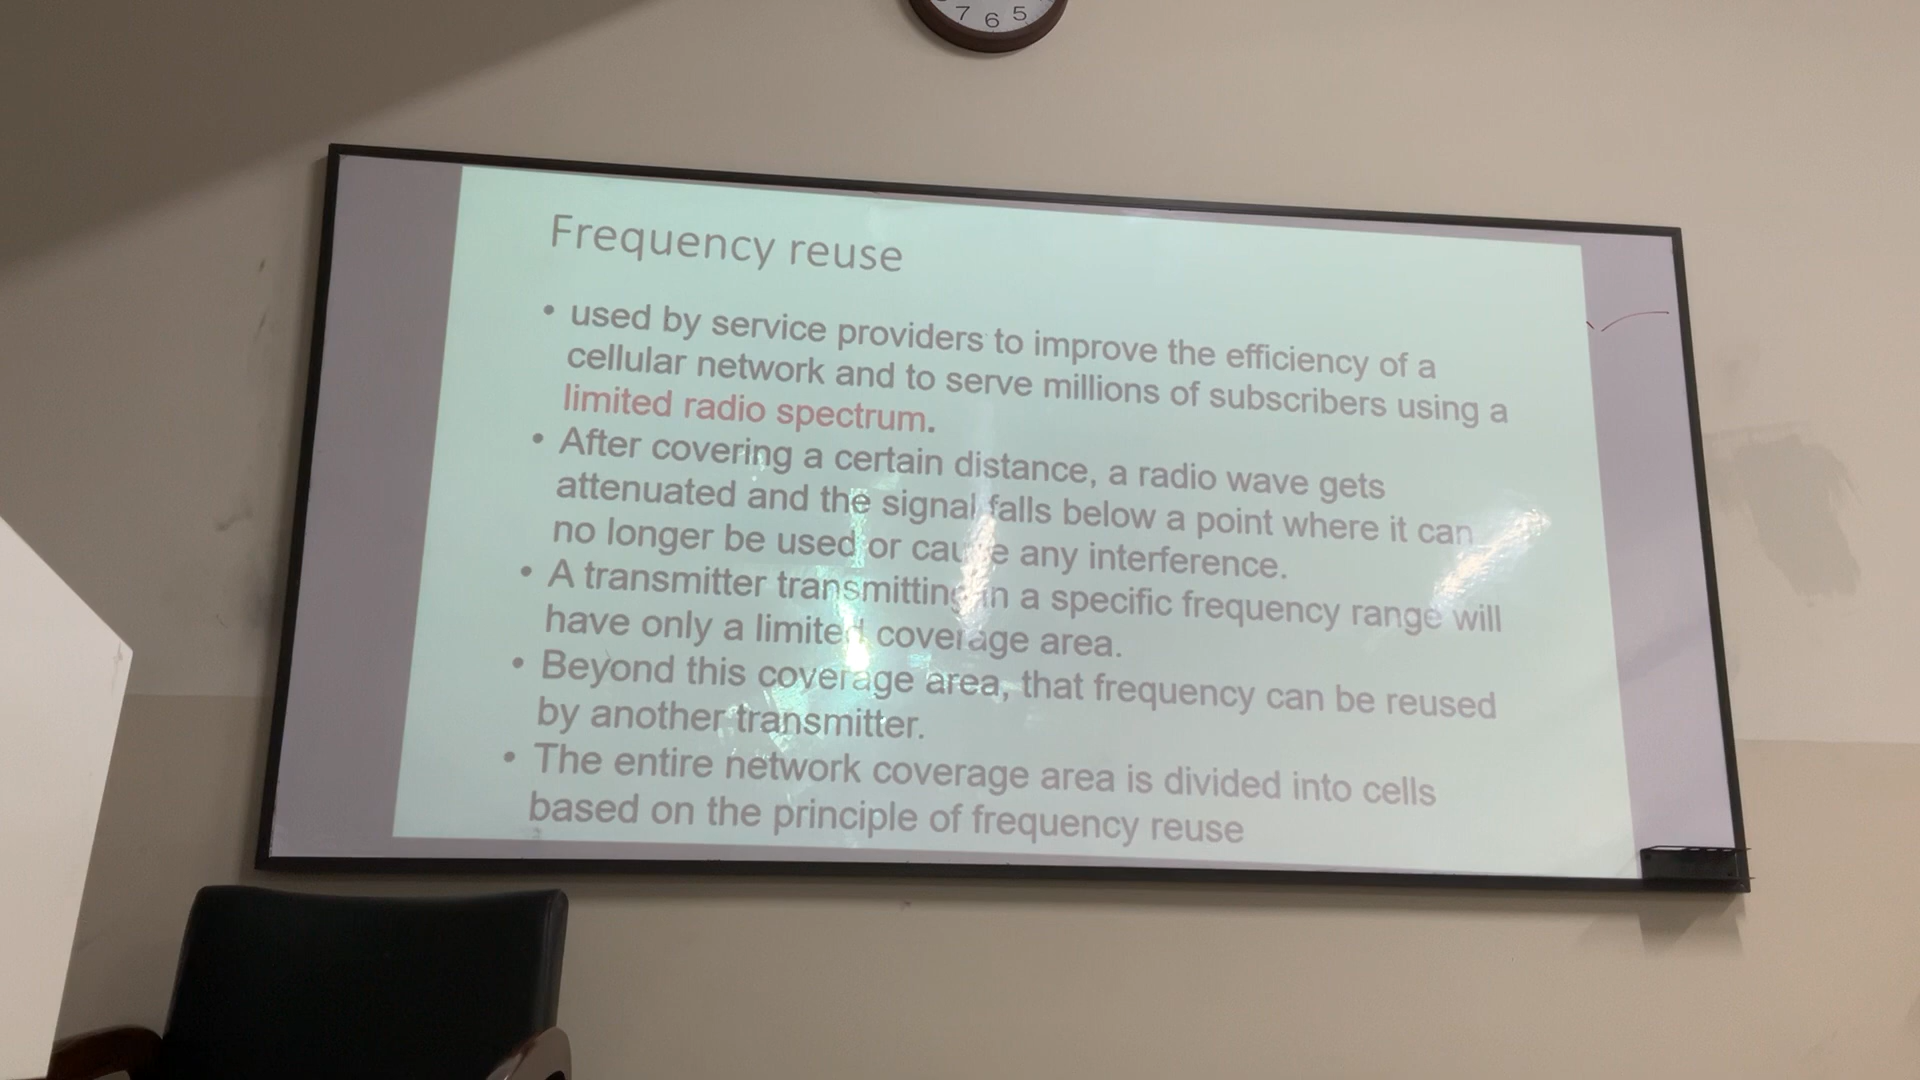 7 6 5
Frequency reuse
• used by service providers to improve the efficiency of a
cellular network and to serve millions of subscribers using a
limited radio spectrum.
• After covering a certain distance, a radio wave gets
attenuated and the signal falls below a point where it can
no longer be used or cause any interference.
• A transmitter transmitting in a specific frequency range will
have only a limited coverage area.
• Beyond this coverage area, that frequency can be reused
by another transmitter.
• The entire network coverage area is divided into cells
based on the principle of frequency reuse